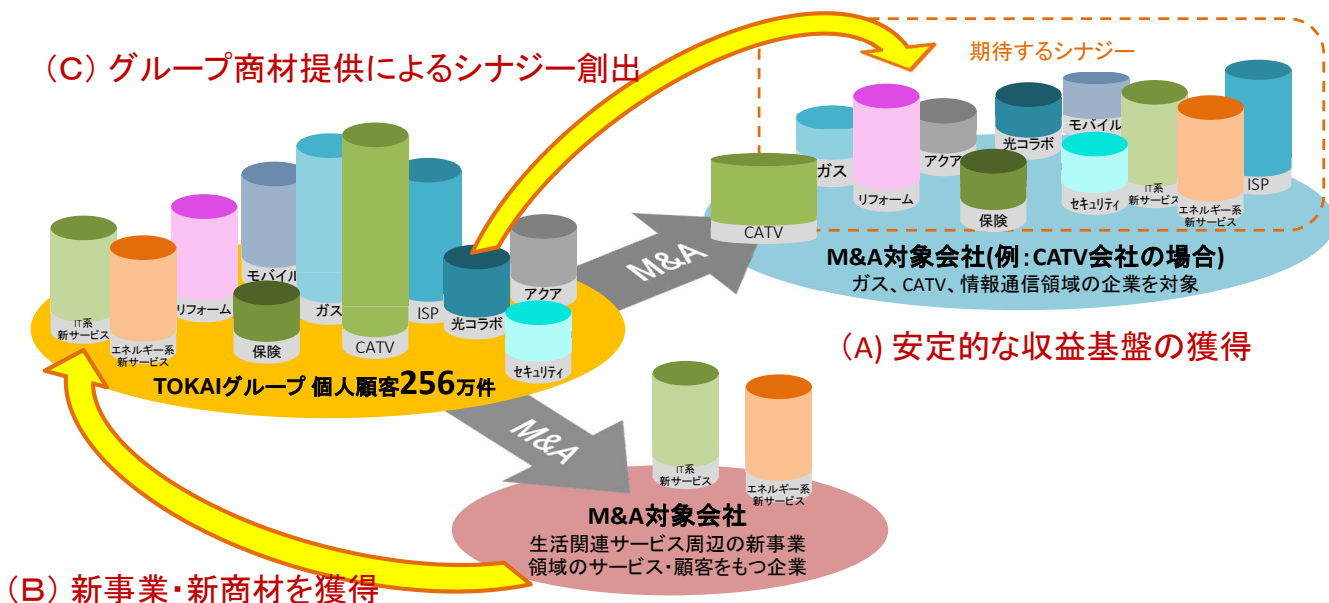 (C) グループ商材提供によるシナジー創出
期待するシナジー
ガス
リフォーム
アクア
光コラボ
モバイル
保険
セキュリティ
IT系
新サービス
エネルギー系
新サービス
ISP
CATV
M&A対象会社(例:CATV会社の場合)
ガス、CATV、情報通信領域の企業を対象
(A) 安定的な収益基盤の獲得
M&A
IT系
新サービス
エネルギー系
新サービス
リフォーム
モバイル
保険
ガス
CATV
ISP
光コラボ
アクア
セキュリティ
TOKAIグループ 個人顧客256万件
M&A
IT系
新サービス
エネルギー系
新サービス
M&A対象会社
生活関連サービス周辺の新事業
領域のサービス・顧客をもつ企業
(B) 新事業・新商材を獲得